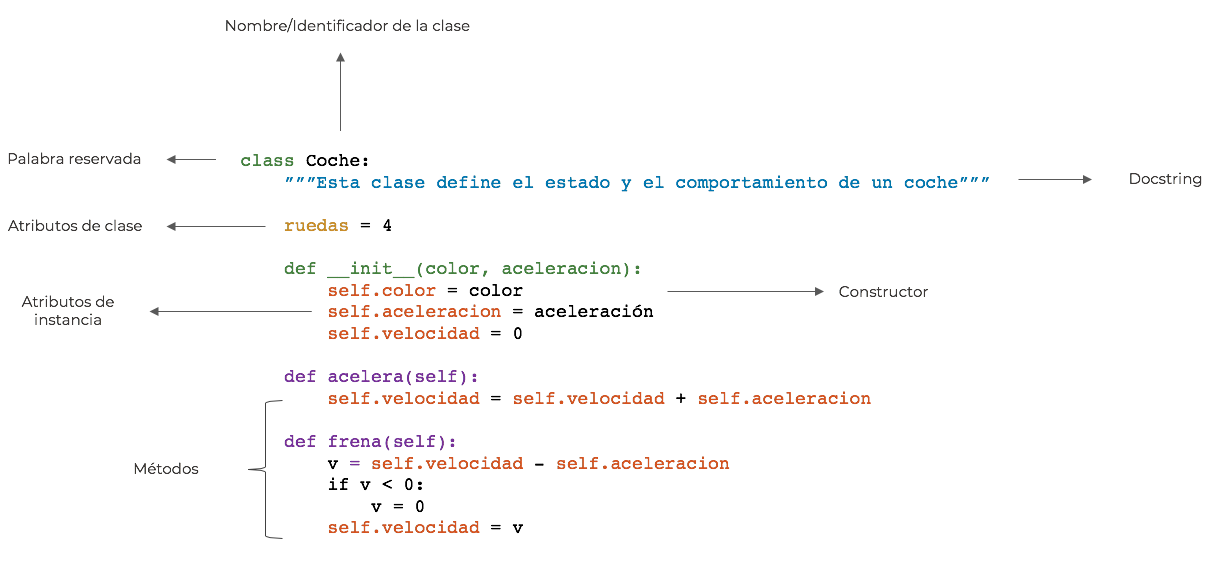 Nombre/Identificador de la clase
Palabra reservada
class Coche:
”””Esta clase define el estado y el comportamiento de un coche”””
Docstring
Atributos de clase
ruedas = 4
def __init__(color, aceleracion):
self.color = color
Constructor
Atributos de
instancia
self.aceleracion = aceleración
self.velocidad = 0
def acelera(self):
self.velocidad = self.velocidad + self.aceleracion
def frena(self):
Métodos
v = self.velocidad - self.aceleracion
if v < 0:
v = 0
self.velocidad = v